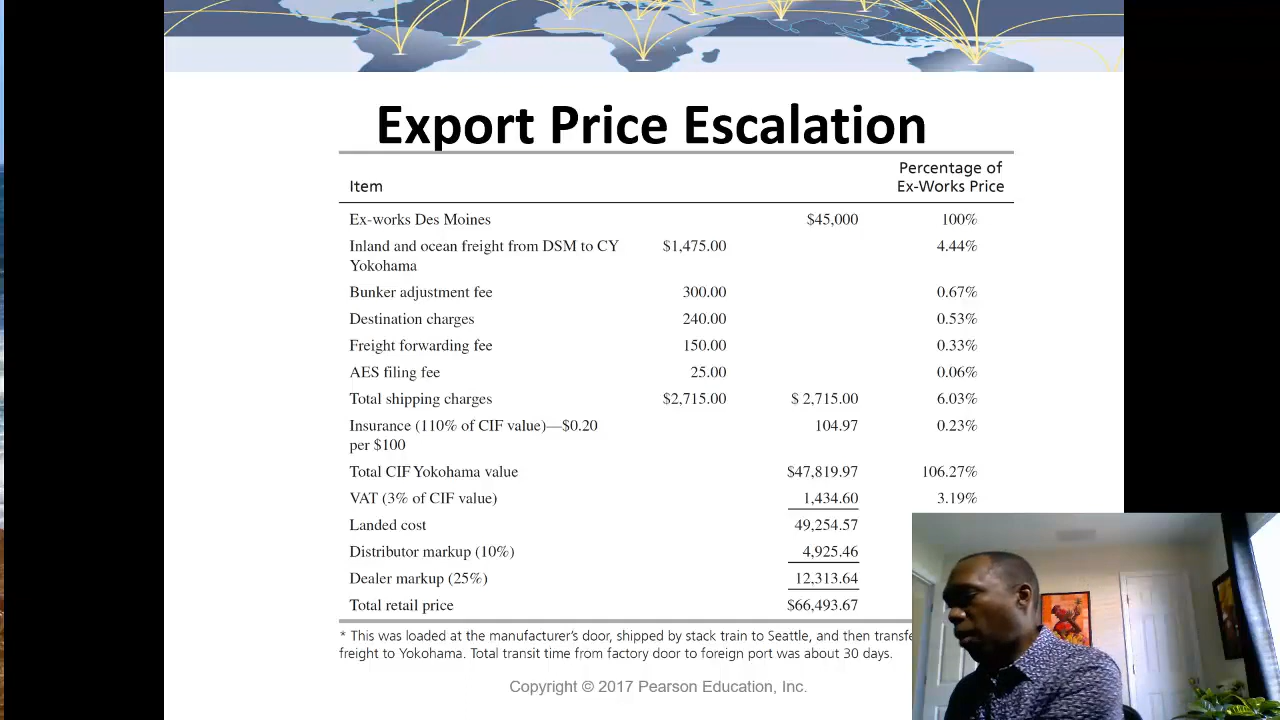 Export Price Escalation
Percentage of
Item Ex-Works Price
Ex-works Des Moines $45,000 100%
Inland and ocean freight from DSM to CY $1,475.00 4.44%
Yokohama
Bunker adjustment fee 300.00 0.67%
Destination charges 240.00 0.53%
Freight forwarding fee 150.00 0.33%
AES filing fee 25.00 0.06%
Total shipping charges $2,715.00 $ 2,715.00 6.03%
Insurance (110% of CIF value)—$0.20 104.97 0.23%
per $100
Total CIF Yokohama value $47,819.97 106.27%
VAT (3% of CIF value) 1,434.60 3.19%
Landed cost 49,254.57
Distributor markup (10%) 4,925.46
Dealer markup (25%) 12,313.64
Total retail price $66,493.67
* This was loaded at the manufacturer's door, shipped by stack train to Seattle, and then
freight to Yokohama. Total transit time from factory door to foreign port was about 30 days.
Copyright © 2017 Pearson Education, Inc.